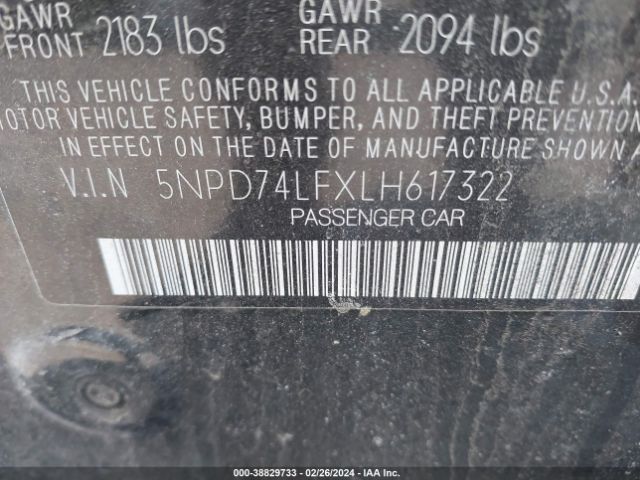 GAWR
FRONT 2183 lbs
GAWR
REAR 2094 lbs
THIS VEHICLE CONFORMS TO ALL APPLICABLE U.S.A
MOTOR VEHICLE SAFETY, BUMPER, AND THEFT PREVENTION
IN EFFECT ON THE DATE OF MANUFACTURE SHOWN A
V.I.N 5NPD74LFXLH617322
PASSENGER CAR
000-38829733 - 02/26/2024 - IAA Inc.